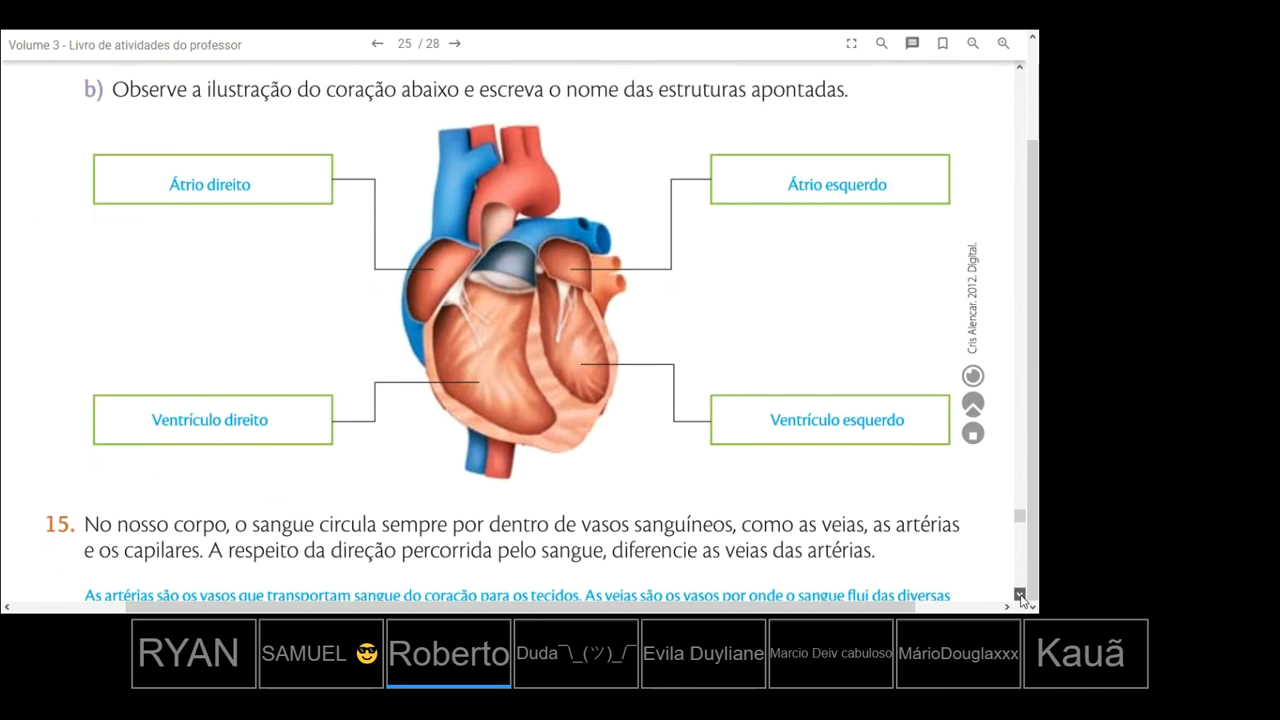 Volume 3 - Livro de atividades do professor
25 / 28
b) Observe a ilustração do coração abaixo e escreva o nome das estruturas apontadas.
Átrio direito
Átrio esquerdo
Ventrículo direito
Ventrículo esquerdo
Cris Alencar. 2012. Digital.
15. No nosso corpo, o sangue circula sempre por dentro de vasos sanguíneos, como as veias, as artérias
e os capilares. A respeito da direção percorrida pelo sangue, diferencie as veias das artérias.
As artérias são os vasos que transportam sangue do coração para os tecidos. As veias são os vasos por onde o sangue flui das diversas
RYAN
SAMUEL 😎
Roberto
Duda¯\_(ツ)_/¯
Evila Duyliane
Marcio Deiv cabuloso
MárioDouglaxxx
Kauã